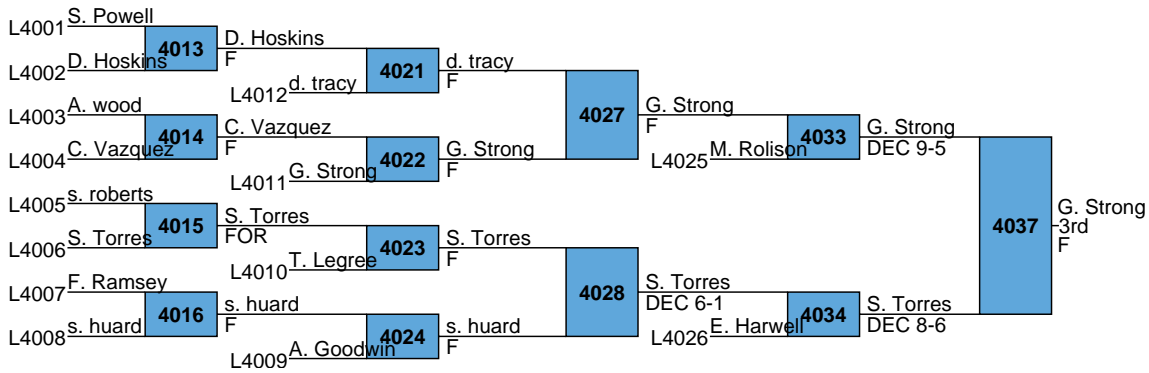 L4001 S. Powell
4013
D. Hoskins
F
L4002 D. Hoskins
4021
d. tracy
F
L4012 d. tracy
L4003 A. wood
4014
C. Vazquez
F
L4004 C. Vazquez
4022
G. Strong
F
L4011 G. Strong
4027
G. Strong
F
L4025 M. Rolison
4033
G. Strong
DEC 9-5
L4005 s. roberts
4015
S. Torres
FOR
L4006 S. Torres
4023
S. Torres
F
L4010 T. Legree
L4007 F. Ramsey
4016
s. huard
F
L4008 s. huard
4024
s. huard
F
L4009 A. Goodwin
4028
S. Torres
DEC 6-1
L4026 E. Harwell
4034
S. Torres
DEC 8-6
4037
G. Strong
3rd
F